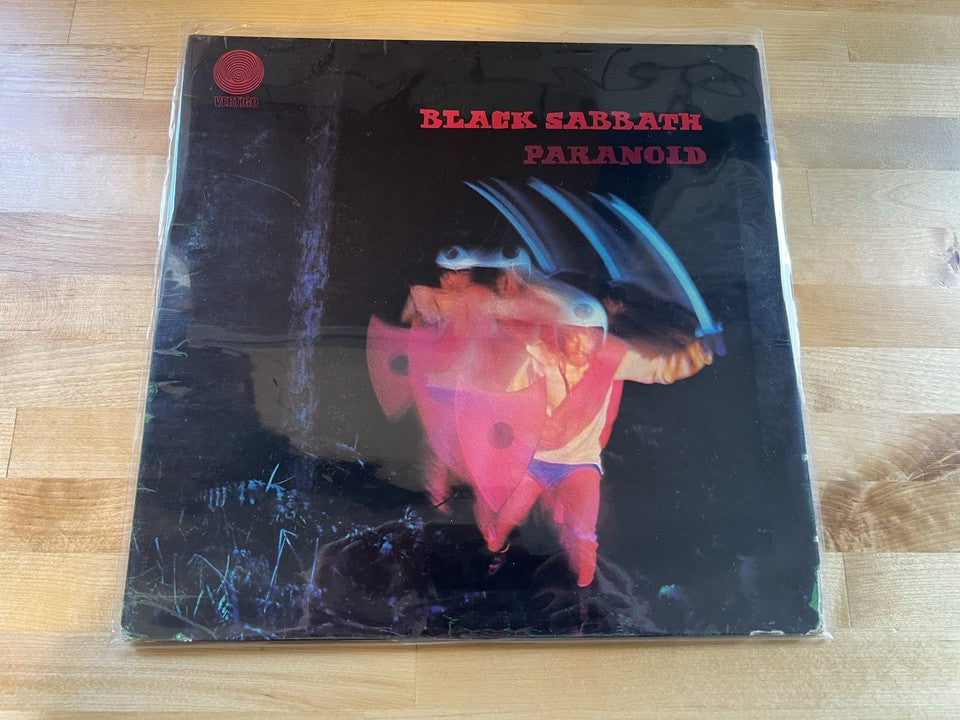 VERTIGO
BLACK SABBATH
PARANOID